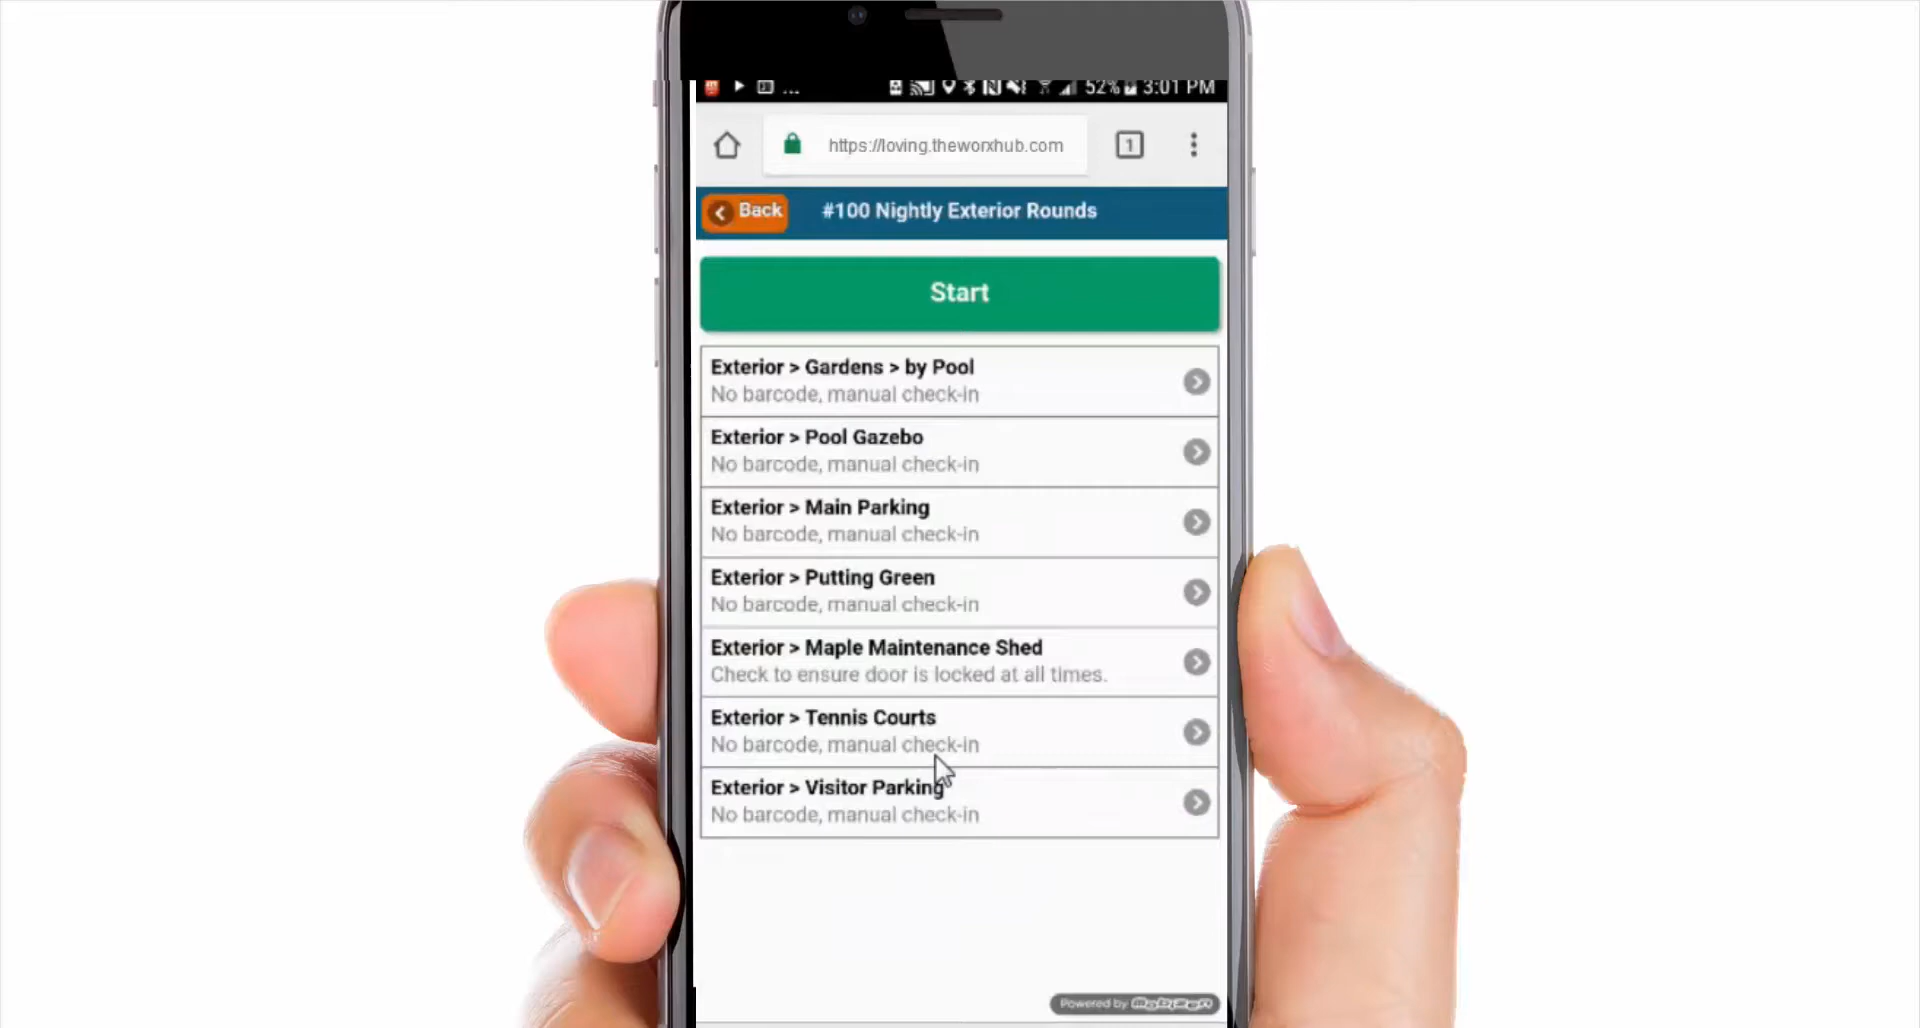 ... 52% 3:01 PM
https://loving.theworxhub.com
1
Back
#100 Nightly Exterior Rounds
Start
Exterior > Gardens > by Pool
No barcode, manual check-in
Exterior > Pool Gazebo
No barcode, manual check-in
Exterior > Main Parking
No barcode, manual check-in
Exterior > Putting Green
No barcode, manual check-in
Exterior > Maple Maintenance Shed
Check to ensure door is locked at all times.
Exterior > Tennis Courts
No barcode, manual check-in
Exterior > Visitor Parking
No barcode, manual check-in
Powered by mobizen